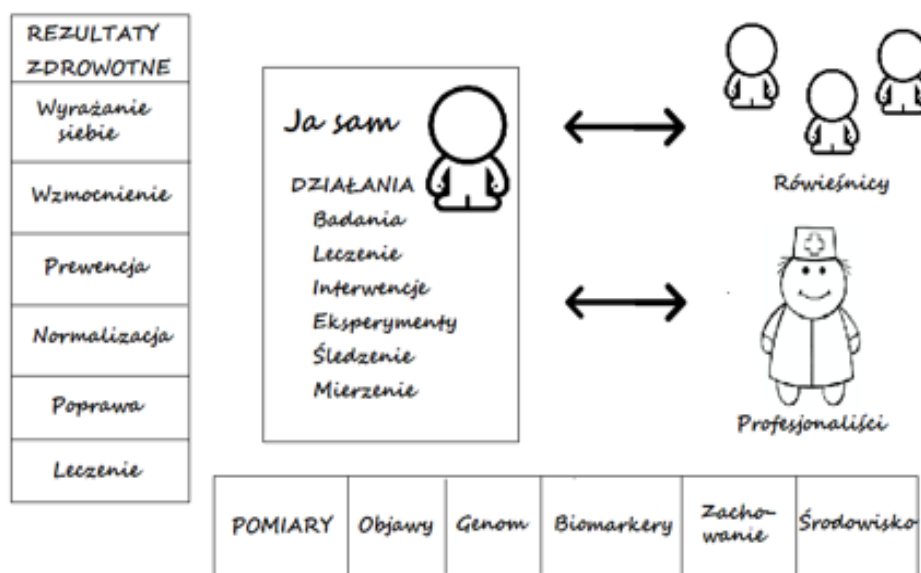 REZULTATY
ZDROWOTNE
Wyrażanie
siebie
Wzmocnienie
Prewencja
Normalizacja
Poprawa
Leczenie
Ja sam
DZIAŁANIA
Badania
Leczenie
Interwencje
Eksperymenty
Śledzenie
Mierzenie
Rówieśnicy
Profesjonaliści
POMIARY
Objawy
Genom
Biomarkery
Zacho-
wanie
Środowisko